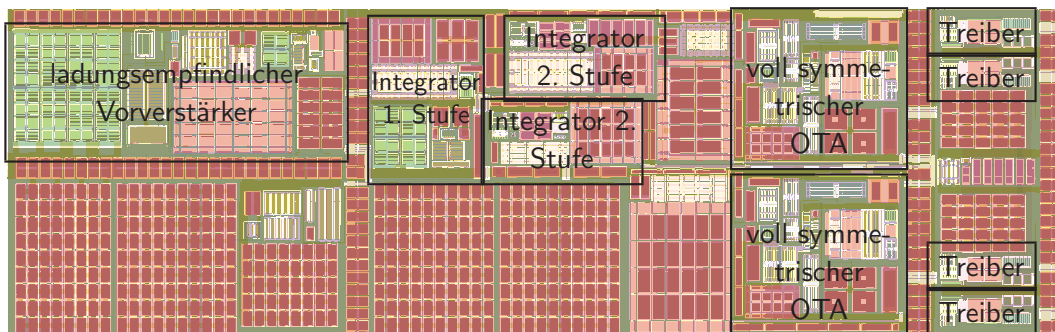 ladungsempfindlicher
Vorverstärker
Integrator
1. Stufe
Integrator
2. Stufe
Integrator 2.
Stufe
voll symme-
trischer
OTA
voll symme-
trischer
OTA
Treiber
Treiber
Treiber
Treiber